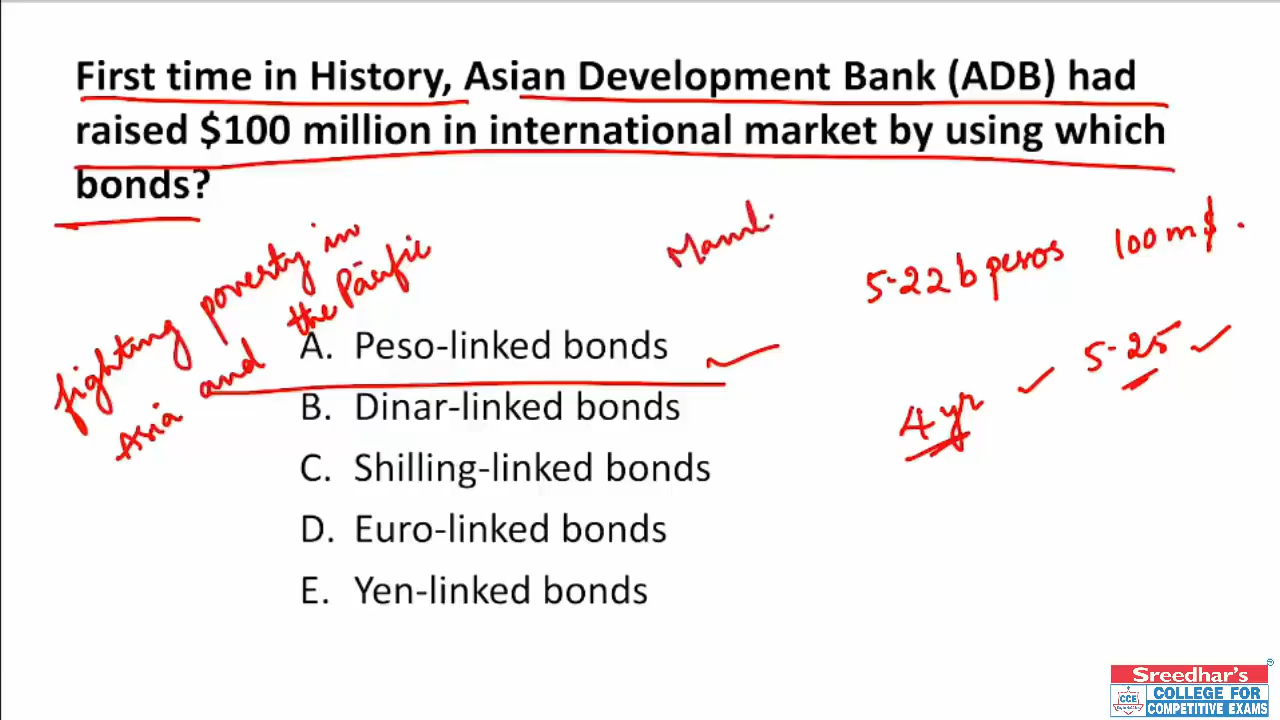 First time in History, Asian Development Bank (ADB) had
raised $100 million in international market by using which
bonds?
fighting poverty in
Asia and the Pacific
5.22 b pesos 100 m $.
A. Peso-linked bonds
5.25
4 yr
B. Dinar-linked bonds
C. Shilling-linked bonds
D. Euro-linked bonds
E. Yen-linked bonds
Sreedhar's
CCE
COLLEGE FOR
COMPETITIVE EXAMS